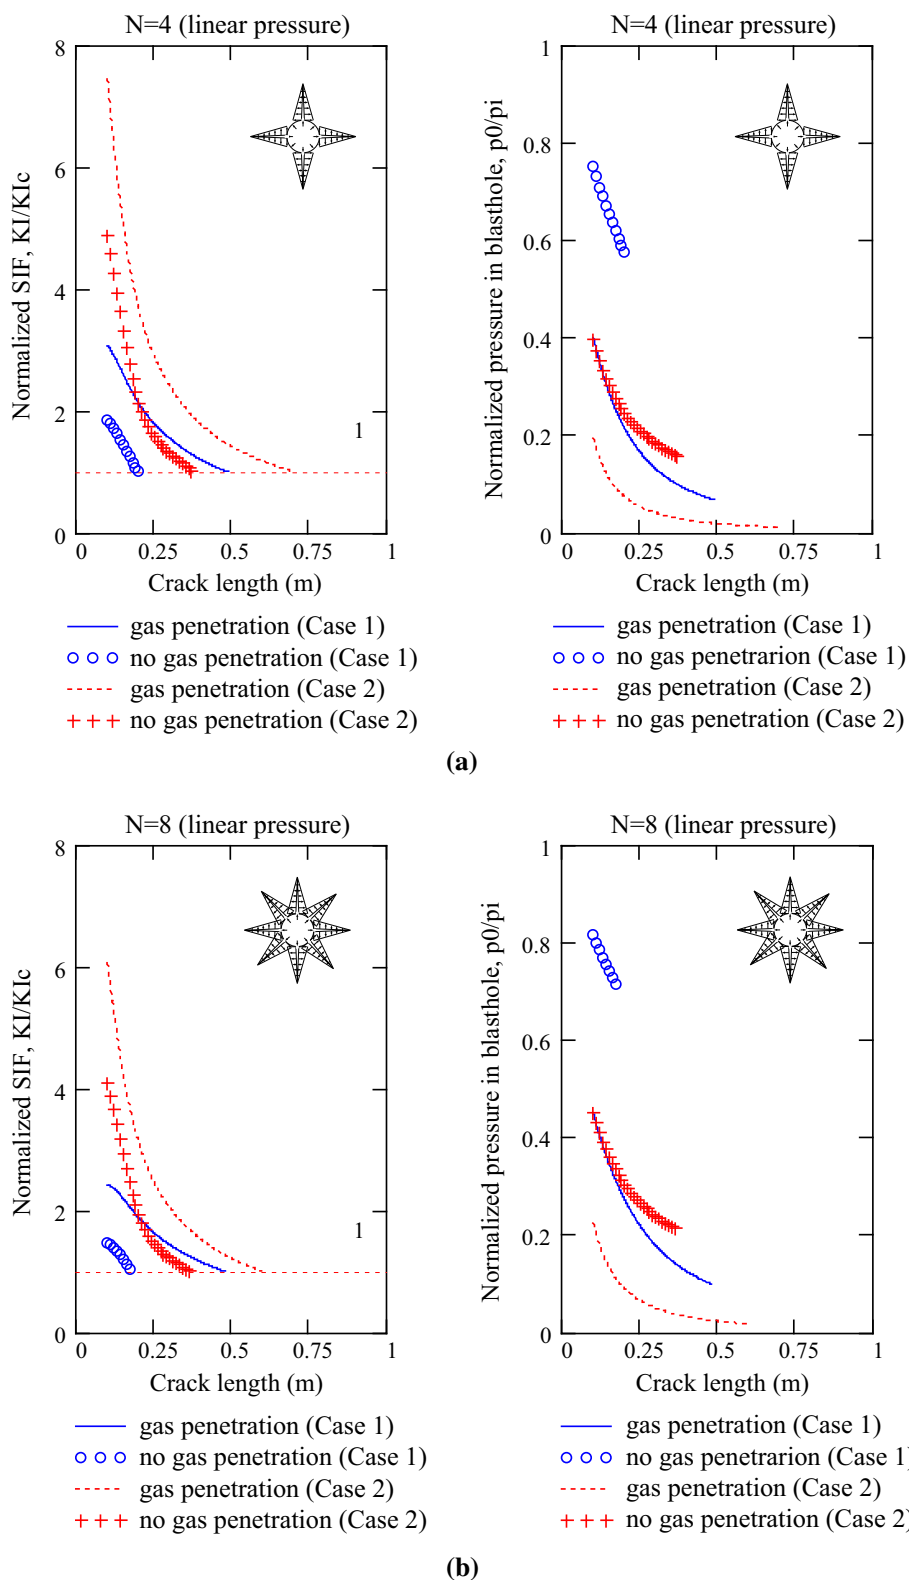 N=4 (linear pressure)
8
6
4
2
0
Normalized SIF, KI/KIc
1
0 0.25 0.5 0.75 1
Crack length (m)
gas penetration (Case 1)
no gas penetration (Case 1)
gas penetration (Case 2)
no gas penetration (Case 2)
N=4 (linear pressure)
1
0.8
0.6
0.4
0.2
0
Normalized pressure in blasthole, p0/pi
0 0.25 0.5 0.75 1
Crack length (m)
gas penetration (Case 1)
no gas penetrarion (Case 1)
gas penetration (Case 2)
no gas penetration (Case 2)
(a)
N=8 (linear pressure)
8
6
4
2
0
Normalized SIF, KI/KIc
1
0 0.25 0.5 0.75 1
Crack length (m)
gas penetration (Case 1)
no gas penetration (Case 1)
gas penetration (Case 2)
no gas penetration (Case 2)
N=8 (linear pressure)
1
0.8
0.6
0.4
0.2
0
Normalized pressure in blasthole, p0/pi
0 0.25 0.5 0.75 1
Crack length (m)
gas penetration (Case 1)
no gas penetrarion (Case 1)
gas penetration (Case 2)
no gas penetration (Case 2)
(b)